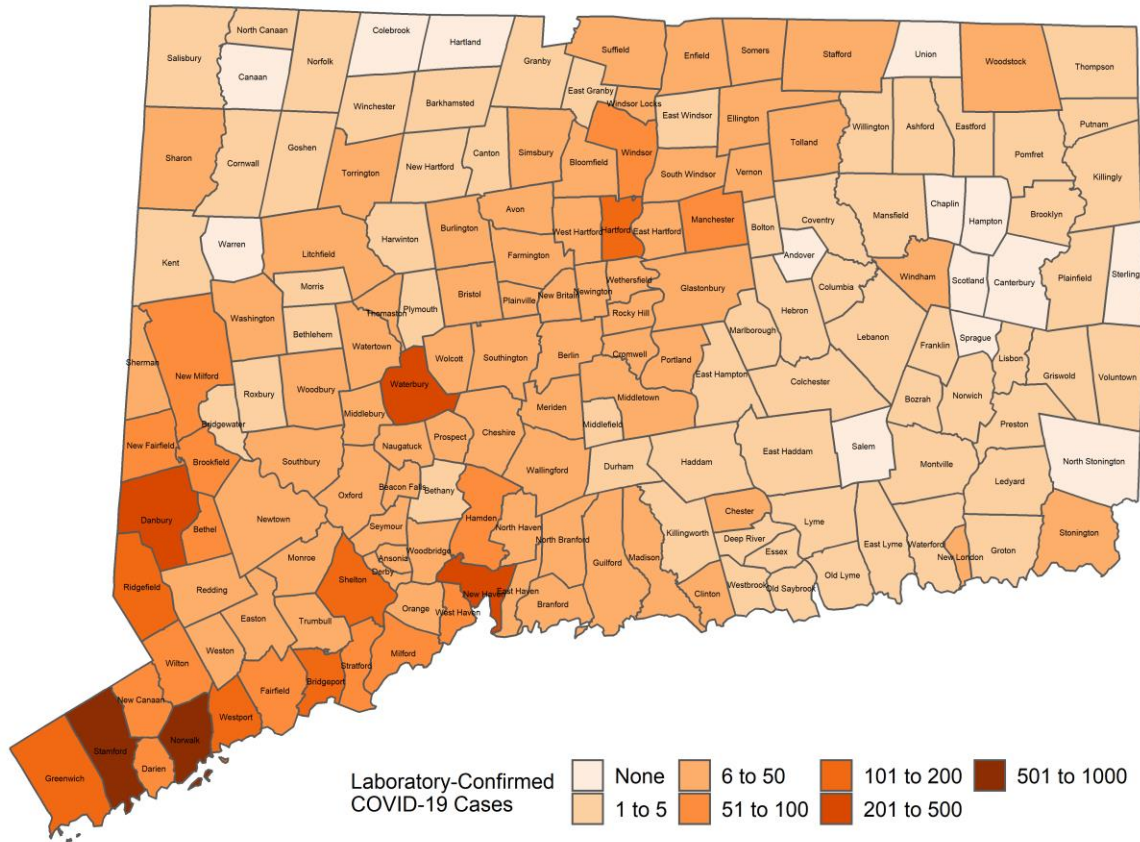 North Canaan
Colebrook
Hartland
Salisbury
Norfolk
Canaan
Granby
Suffield
Enfield
Somers
Stafford
Union
Woodstock
Thompson
East Granby
Windsor Locks
Winchester
Barkhamsted
East Windsor
Ellington
Willington
Ashford
Eastford
Putnam
Sharon
Cornwall
Goshen
Torrington
New Hartford
Canton
Simsbury
Bloomfield
Windsor
South Windsor
Vernon
Tolland
Pomfret
Killingly
Kent
Warren
Litchfield
Harwinton
Burlington
Avon
West Hartford
Hartford
East Hartford
Manchester
Bolton
Coventry
Mansfield
Chaplin
Hampton
Brooklyn
Farmington
Andover
Morris
Bristol
Plainville
New Britain
Newington
Wethersfield
Glastonbury
Hebron
Columbia
Windham
Scotland
Canterbury
Plainfield
Sterling
Washington
Bethlehem
Thomaston
Plymouth
Rocky Hill
Marlborough
Lebanon
Franklin
Sprague
Lisbon
Griswold
Voluntown
Sherman
New Milford
Roxbury
Woodbury
Watertown
Waterbury
Wolcott
Southington
Berlin
Cromwell
Portland
East Hampton
Colchester
Bozrah
Norwich
Preston
Bridgewater
Middlebury
Meriden
Middletown
Middlefield
New Fairfield
Brookfield
Southbury
Naugatuck
Prospect
Cheshire
Wallingford
Durham
Haddam
East Haddam
Salem
Montville
North Stonington
Ledyard
Danbury
Bethel
Newtown
Oxford
Beacon Falls
Bethany
Hamden
North Haven
North Branford
Guilford
Madison
Killingworth
Chester
Deep River
Essex
Lyme
East Lyme
Waterford
New London
Groton
Stonington
Ridgefield
Redding
Monroe
Seymour
Ansonia
Derby
Woodbridge
New Haven
East Haven
Branford
Clinton
Westbrook
Old Saybrook
Old Lyme
Shelton
Orange
West Haven
Easton
Trumbull
Weston
Wilton
Milford
Stratford
Bridgeport
Fairfield
New Canaan
Westport
Norwalk
Stamford
Darien
Greenwich
Laboratory-Confirmed
COVID-19 Cases
None
1 to 5
6 to 50
51 to 100
101 to 200
201 to 500
501 to 1000